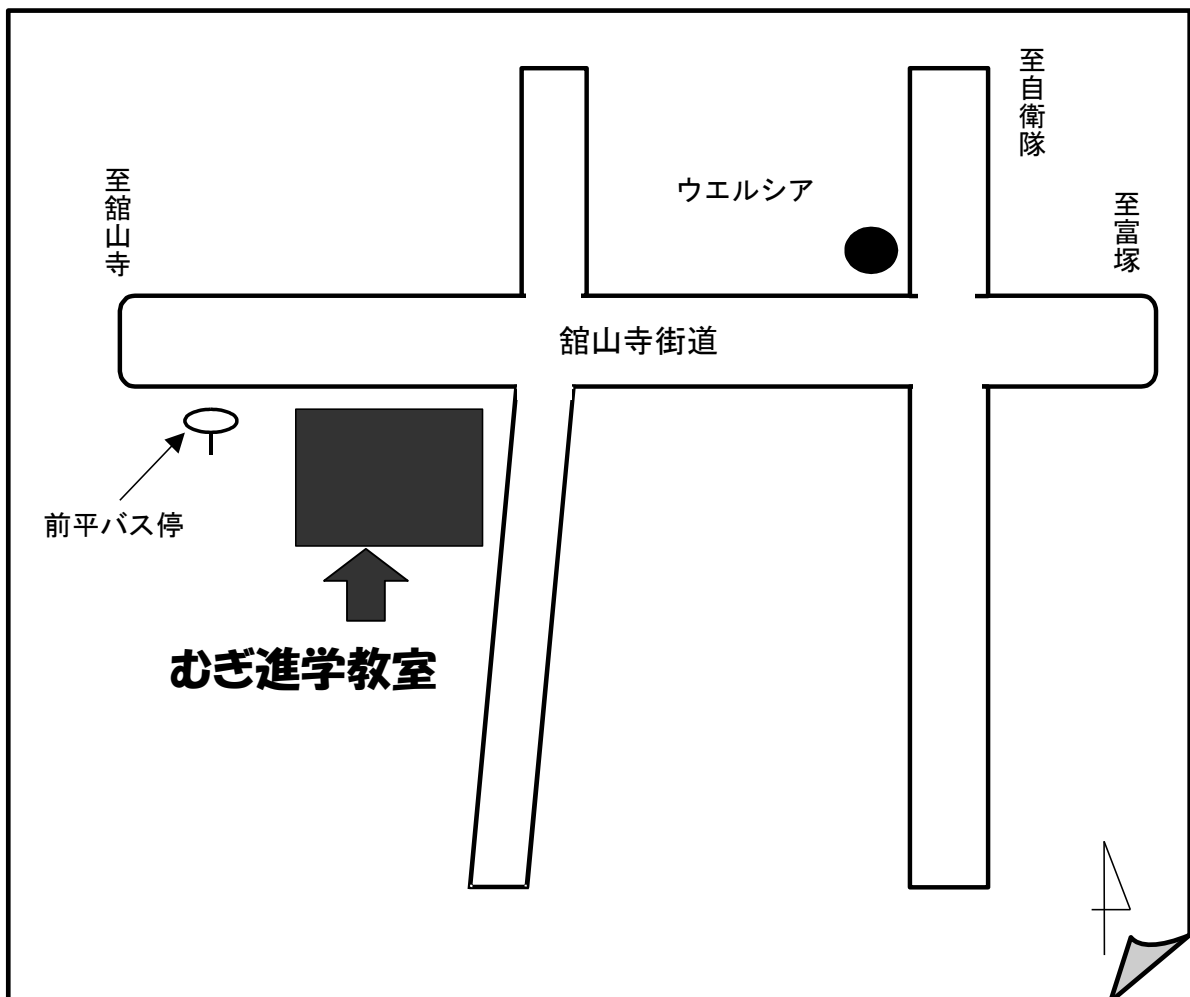 至自衛隊
至舘山寺
ウエルシア
至富塚
舘山寺街道
前平バス停
むぎ進学教室